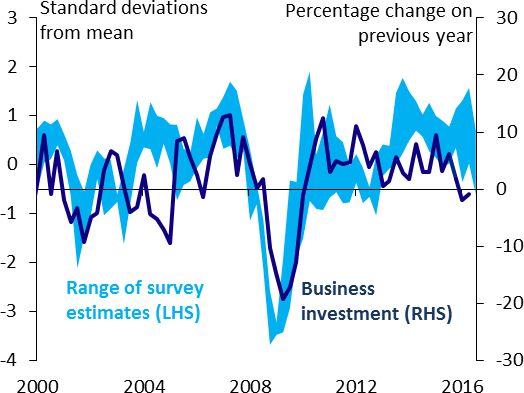 Standard deviations
from mean
Percentage change on
previous year
3
2
1
0
-1
-2
-3
-4
30
20
10
0
-10
-20
-30
Range of survey
estimates (LHS)
Business
investment (RHS)
2000
2004
2008
2012
2016